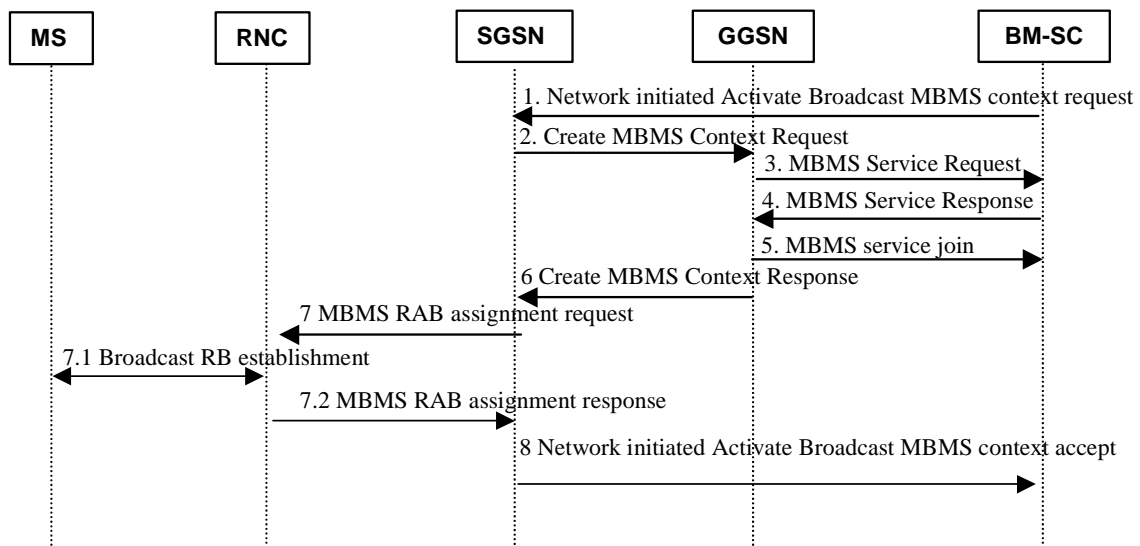 MS RNC SGSN GGSN BM-SC
1. Network initiated Activate Broadcast MBMS context request
2. Create MBMS Context Request
3. MBMS Service Request
4. MBMS Service Response
5. MBMS service join
6 Create MBMS Context Response
7 MBMS RAB assignment request
7.1 Broadcast RB establishment
7.2 MBMS RAB assignment response
8 Network initiated Activate Broadcast MBMS context accept